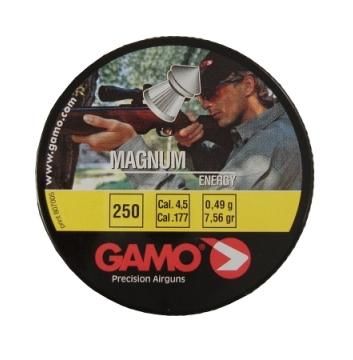 www.gamo.com
MAGNUM
ENERGY
250
Cal. 4,5
Cal .177
0,49 g
7,56 gr
GAMO
Precision Airguns